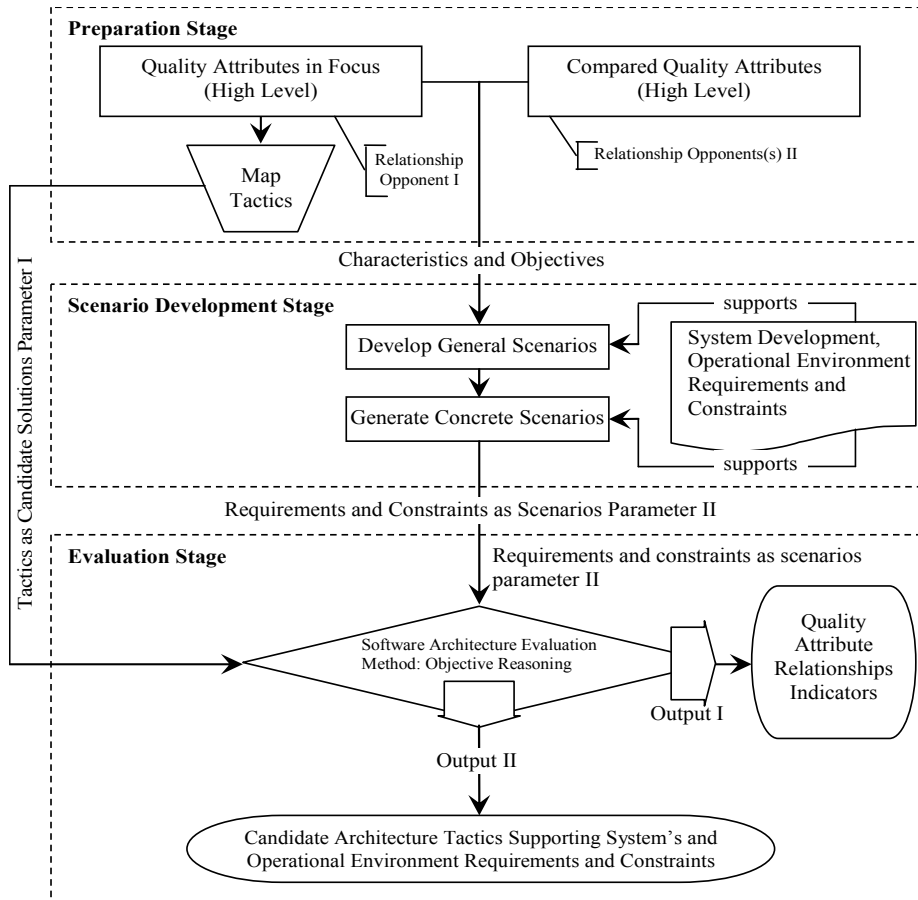 Preparation Stage
Quality Attributes in Focus
(High Level)
Compared Quality Attributes
(High Level)
Relationship
Opponent I
Relationship Opponents(s) II
Map
Tactics
Characteristics and Objectives
Tactics as Candidate Solutions Parameter I
Scenario Development Stage
supports
Develop General Scenarios
System Development,
Operational Environment
Requirements and
Constraints
Generate Concrete Scenarios
supports
Requirements and Constraints as Scenarios Parameter II
Evaluation Stage
Requirements and constraints as scenarios
parameter II
Software Architecture Evaluation
Method: Objective Reasoning
Quality
Attribute
Relationships
Indicators
Output I
Output II
Candidate Architecture Tactics Supporting System's and
Operational Environment Requirements and Constraints